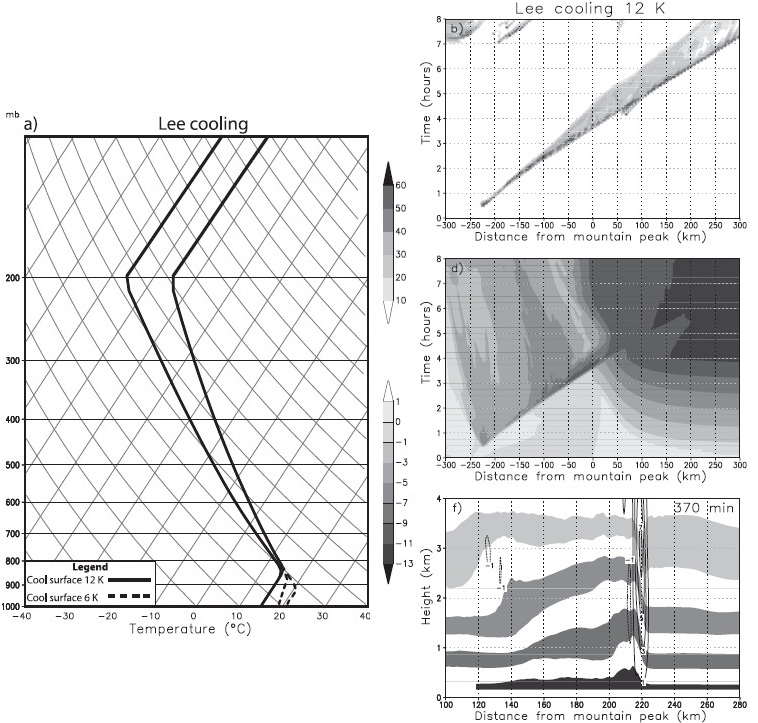 mb
a)
Lee cooling
200
300
400
500
600
700
800
900
1000
Legend
Cool surface 12 K
Cool surface 6 K
−40 −30 −20 −10 0 10 20 30 40
Temperature (°C)
60
50
40
30
20
10
1
0
−1
−3
−5
−7
−9
−11
−13
Lee cooling 12 K
b)
Time (hours)
8
7
6
5
4
3
2
1
0
−300 −250 −200 −150 −100 −50 0 50 100 150 200 250 300
Distance from mountain peak (km)
d)
Time (hours)
8
7
6
5
4
3
2
1
0
−300 −250 −200 −150 −100 −50 0 50 100 150 200 250 300
Distance from mountain peak (km)
f)
370 min
Height (km)
4
3
2
1
0
−1
−1
−1
100 120 140 160 180 200 220 240 260 280
Distance from mountain peak (km)